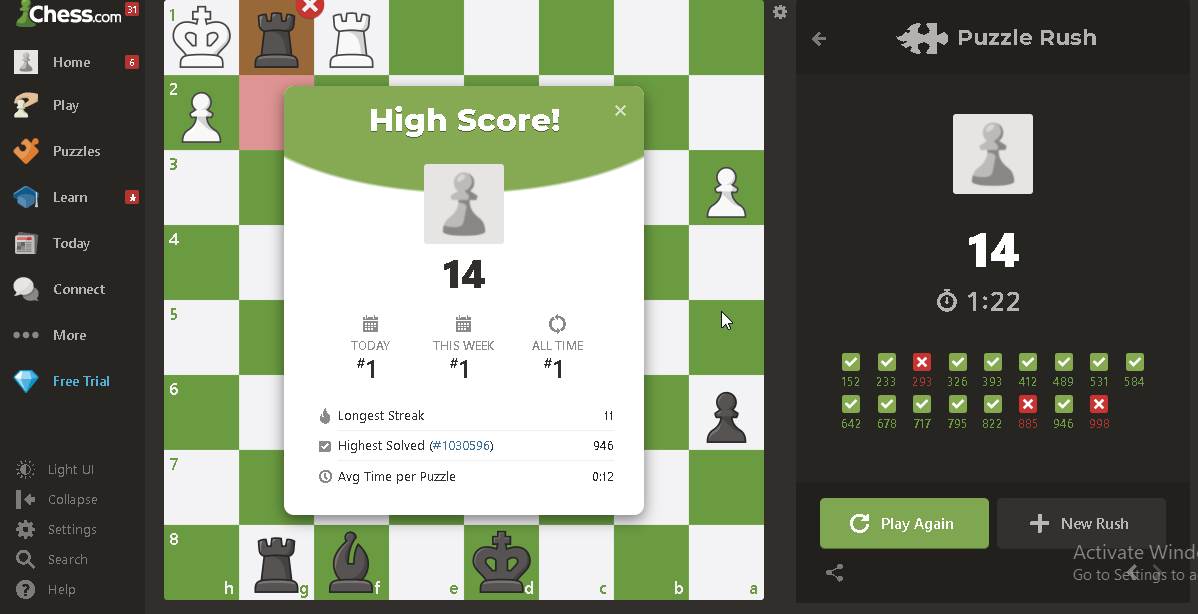 Chess.com 31
Home 6
Play
Puzzles
Learn
Today
Connect
More
Free Trial
Light UI
Collapse
Settings
Search
Help
1
2
3
4
5
6
7
8
h g f e d c b a
High Score!
×
14
TODAY THIS WEEK ALL TIME
#1 #1 #1
Longest Streak 11
Highest Solved (#1030596) 946
Avg Time per Puzzle 0:12
Puzzle Rush
14
1:22
152 233 293 326 393 412 489 531 584
642 678 717 795 822 885 946 998
Play Again
New Rush
Activate Windo
Go to Settings to a